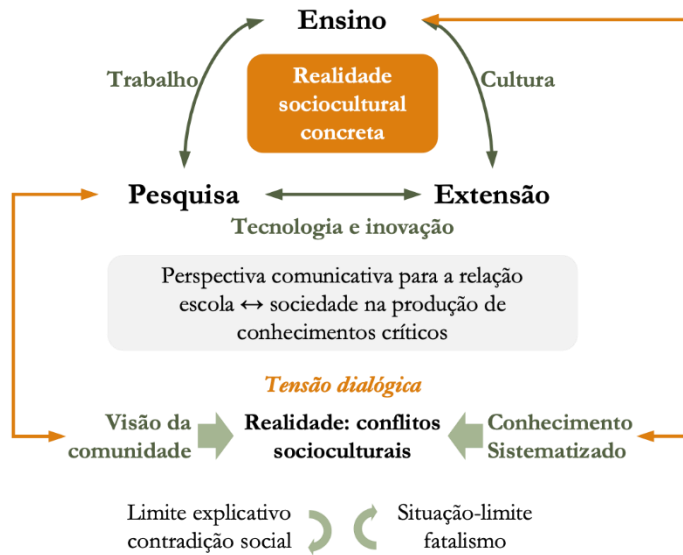 Ensino
Trabalho
Realidade
sociocultural
concreta
Cultura
Pesquisa
Extensão
Tecnologia e inovação
Perspectiva comunicativa para a relação
escola ↔ sociedade na produção de
conhecimentos críticos
Tensão dialógica
Visão da
comunidade
Realidade: conflitos
socioculturais
Conhecimento
Sistematizado
Limite explicativo
contradição social
Situação-limite
fatalismo